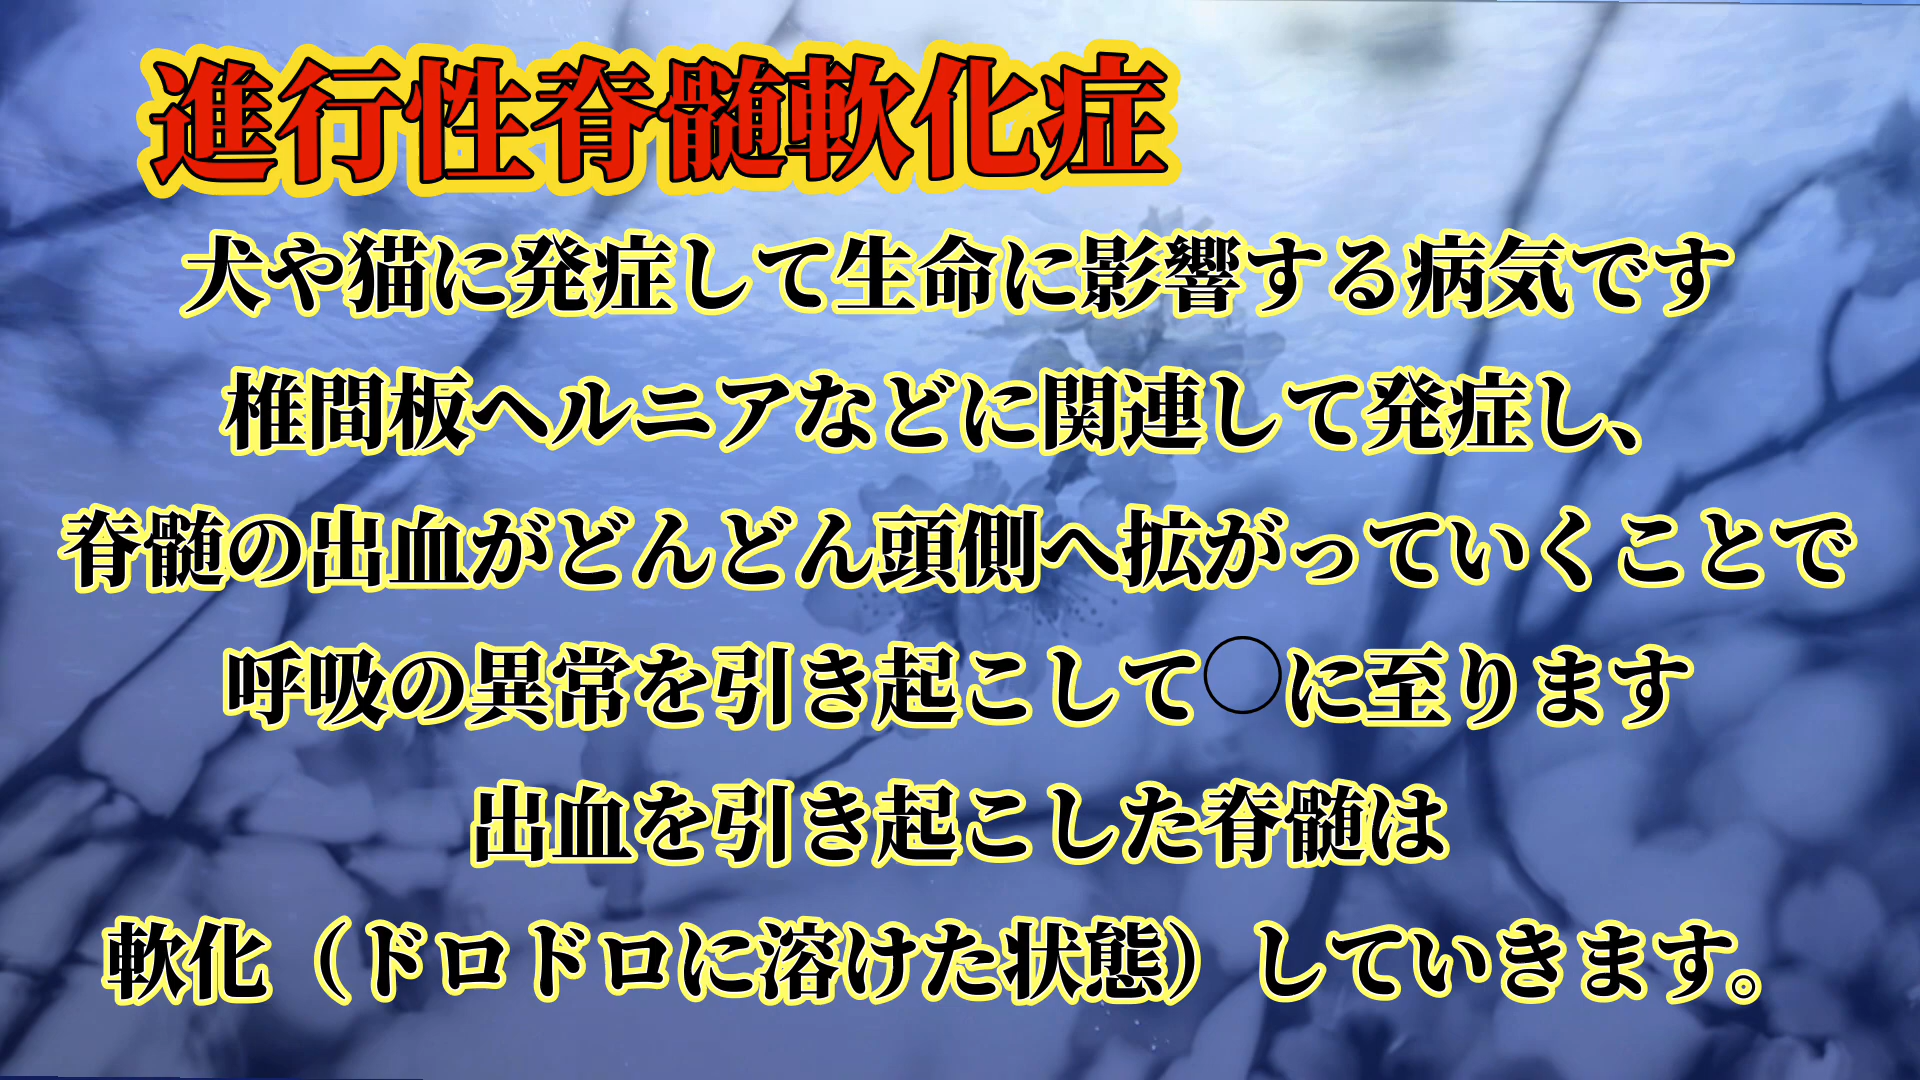 進行性脊髄軟化症
犬や猫に発症して生命に影響する病気です
椎間板ヘルニアなどに関連して発症し、
脊髄の出血がどんどん頭側へ拡がっていくことで
呼吸の異常を引き起こして◯に至ります
出血を引き起こした脊髄は
軟化（ドロドロに溶けた状態）していきます。